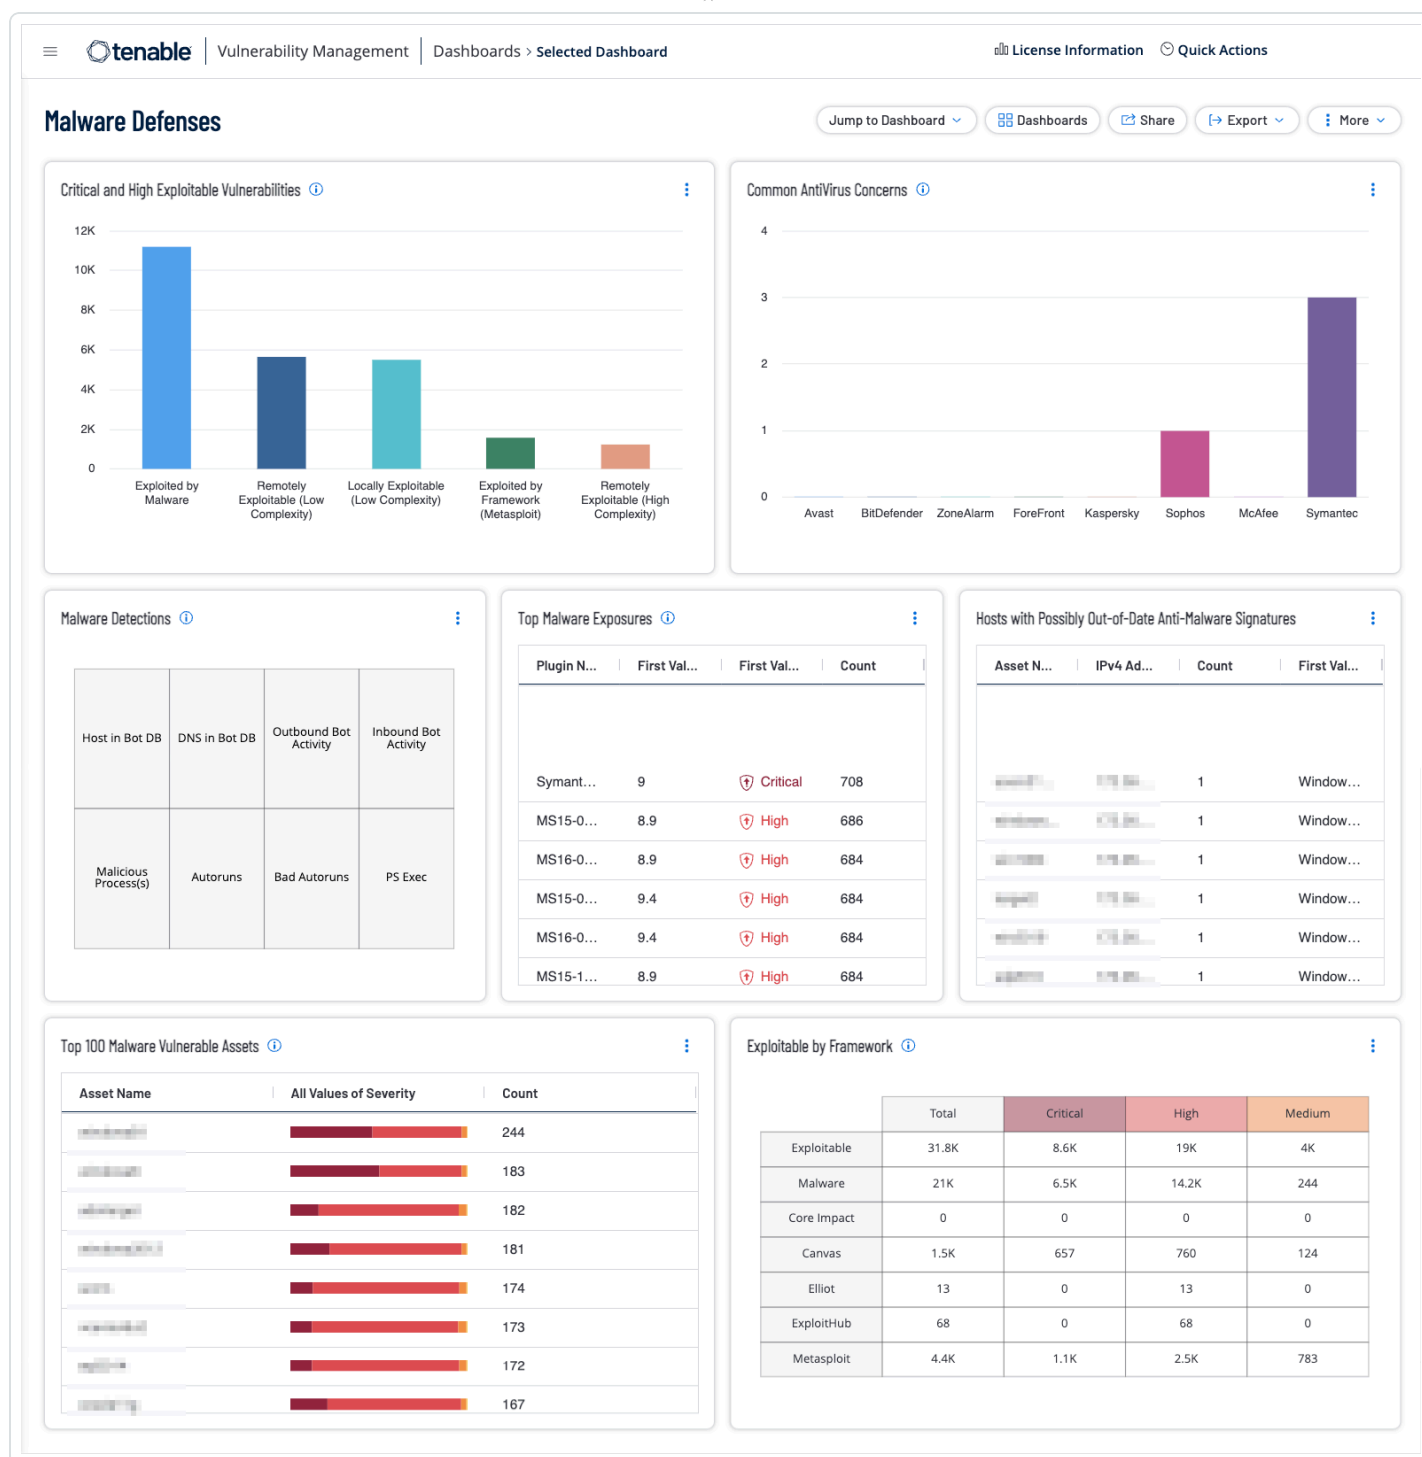 tenable Vulnerability Management Dashboards > Selected Dashboard License Information Quick Actions
Malware Defenses
Jump to Dashboard Dashboards Share Export More
Critical and High Exploitable Vulnerabilities
12K
10K
8K
6K
4K
2K
0
Exploited by Malware
Remotely Exploitable (Low Complexity)
Locally Exploitable (Low Complexity)
Exploited by Framework (Metasploit)
Remotely Exploitable (High Complexity)
Common AntiVirus Concerns
4
3
2
1
0
Avast BitDefender ZoneAlarm ForeFront Kaspersky Sophos McAfee Symantec
Malware Detections
Host in Bot DB
DNS in Bot DB
Outbound Bot Activity
Inbound Bot Activity
Malicious Process(s)
Autoruns
Bad Autoruns
PS Exec
Top Malware Exposures
Plugin N... First Val... First Val... Count
Symant... 9 Critical 708
MS15-0... 8.9 High 686
MS16-0... 8.9 High 684
MS15-0... 9.4 High 684
MS16-0... 9.4 High 684
MS15-1... 8.9 High 684
Hosts with Possibly Out-of-Date Anti-Malware Signatures
Asset N... IPv4 Ad... Count First Val...
1 Window...
1 Window...
1 Window...
1 Window...
1 Window...
1 Window...
Top 100 Malware Vulnerable Assets
Asset Name All Values of Severity Count
244
183
182
181
174
173
172
167
Exploitable by Framework
Total Critical High Medium
Exploitable 31.8K 8.6K 19K 4K
Malware 21K 6.5K 14.2K 244
Core Impact 0 0 0 0
Canvas 1.5K 657 760 124
Elliot 13 0 13 0
ExploitHub 68 0 68 0
Metasploit 4.4K 1.1K 2.5K 783